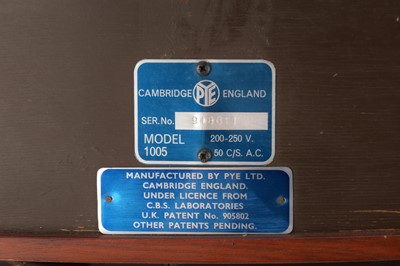 CAMBRIDGE PYE ENGLAND
SER.No.
MODEL 200-250 V.
1005 50 C/S. A.C.
MANUFACTURED BY PYE LTD.
CAMBRIDGE ENGLAND.
UNDER LICENCE FROM
C.B.S. LABORATORIES
U.K. PATENT No. 905802
OTHER PATENTS PENDING.